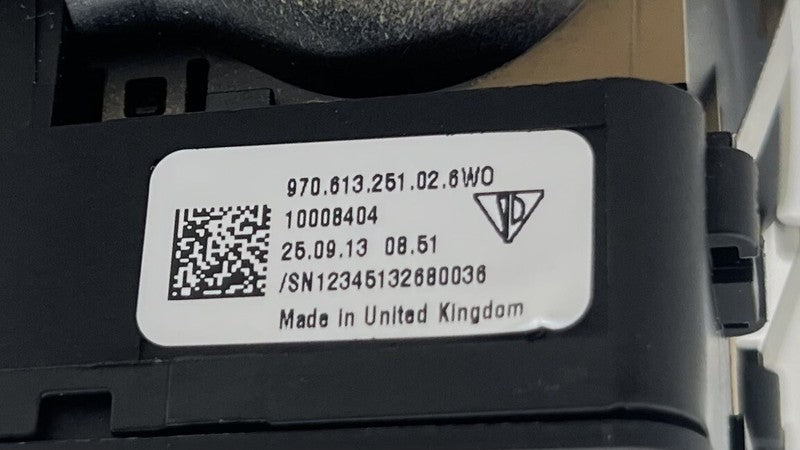 970.613.251.02.6W0
10008404
25.09.13 08.51
/SN12345132680036
Made in United Kingdom